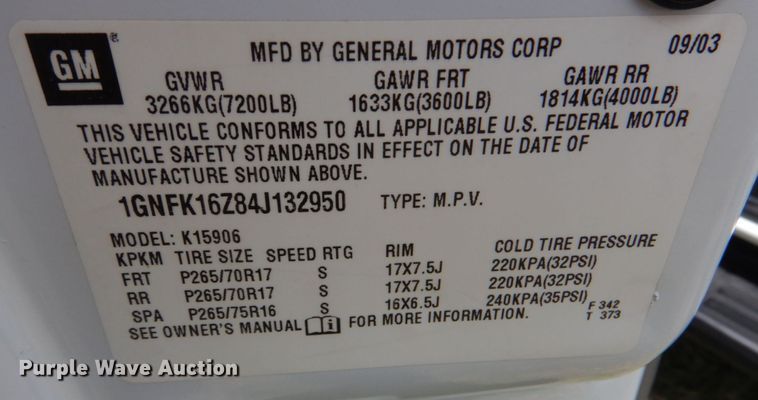 GM
MFD BY GENERAL MOTORS CORP 09/03
GVWR GAWR FRT GAWR RR
3266KG(7200LB) 1633KG(3600LB) 1814KG(4000LB)
THIS VEHICLE CONFORMS TO ALL APPLICABLE U.S. FEDERAL MOTOR
VEHICLE SAFETY STANDARDS IN EFFECT ON THE DATE OF
MANUFACTURE SHOWN ABOVE.
1GNFK16Z84J132950 TYPE: M.P.V.
MODEL: K15906
KPKM TIRE SIZE SPEED RTG RIM COLD TIRE PRESSURE
FRT P265/70R17 S 17X7.5J 220KPA(32PSI)
RR P265/70R17 S 17X7.5J 220KPA(32PSI)
SPA P265/75R16 S 16X6.5J 240KPA(35PSI) F 342
SEE OWNER'S MANUAL i FOR MORE INFORMATION. T 373
Purple Wave Auction